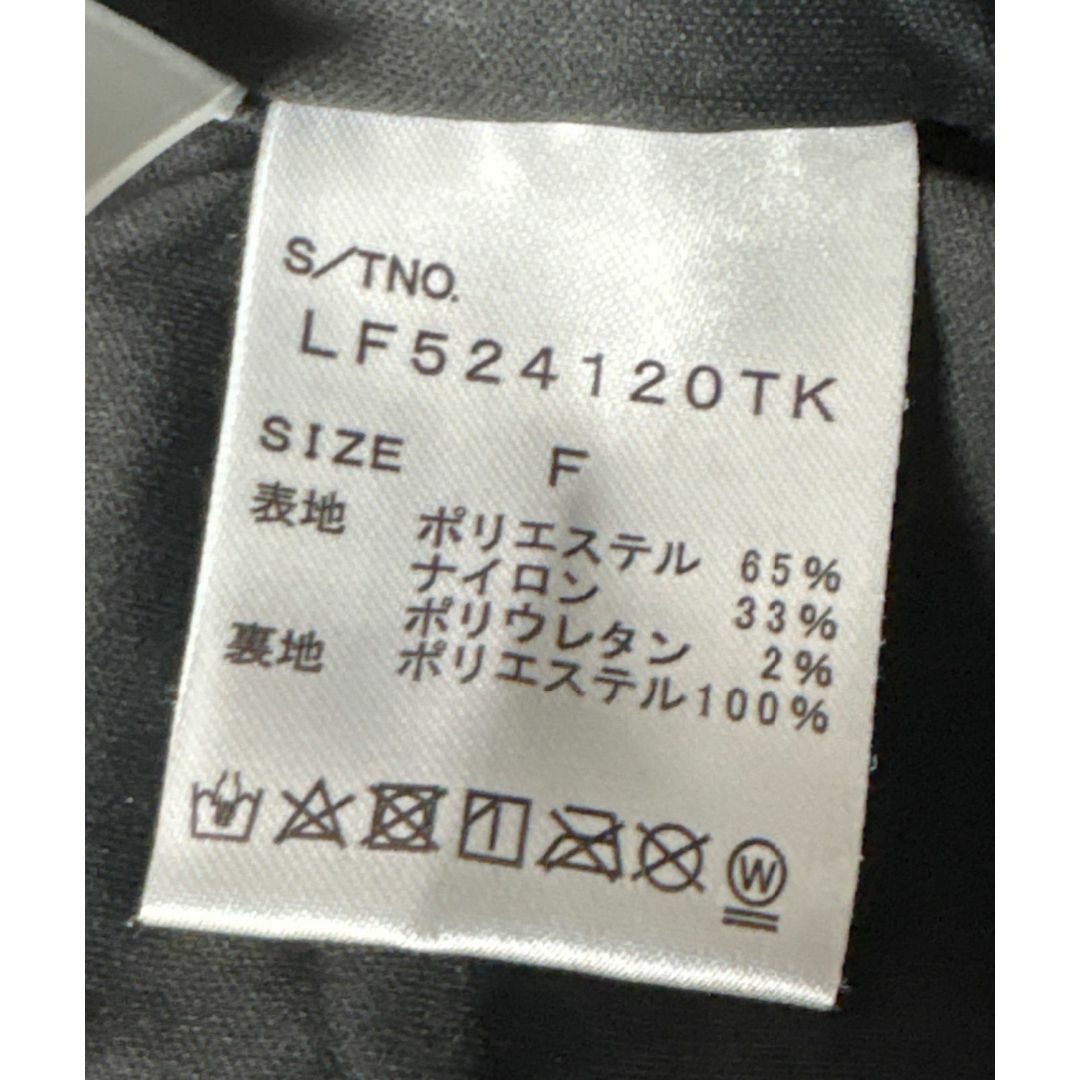 S/TNO.
LF524120TK
SIZE F
表地 ポリエステル 65%
ナイロン 33%
ポリウレタン 2%
裏地 ポリエステル100%
W